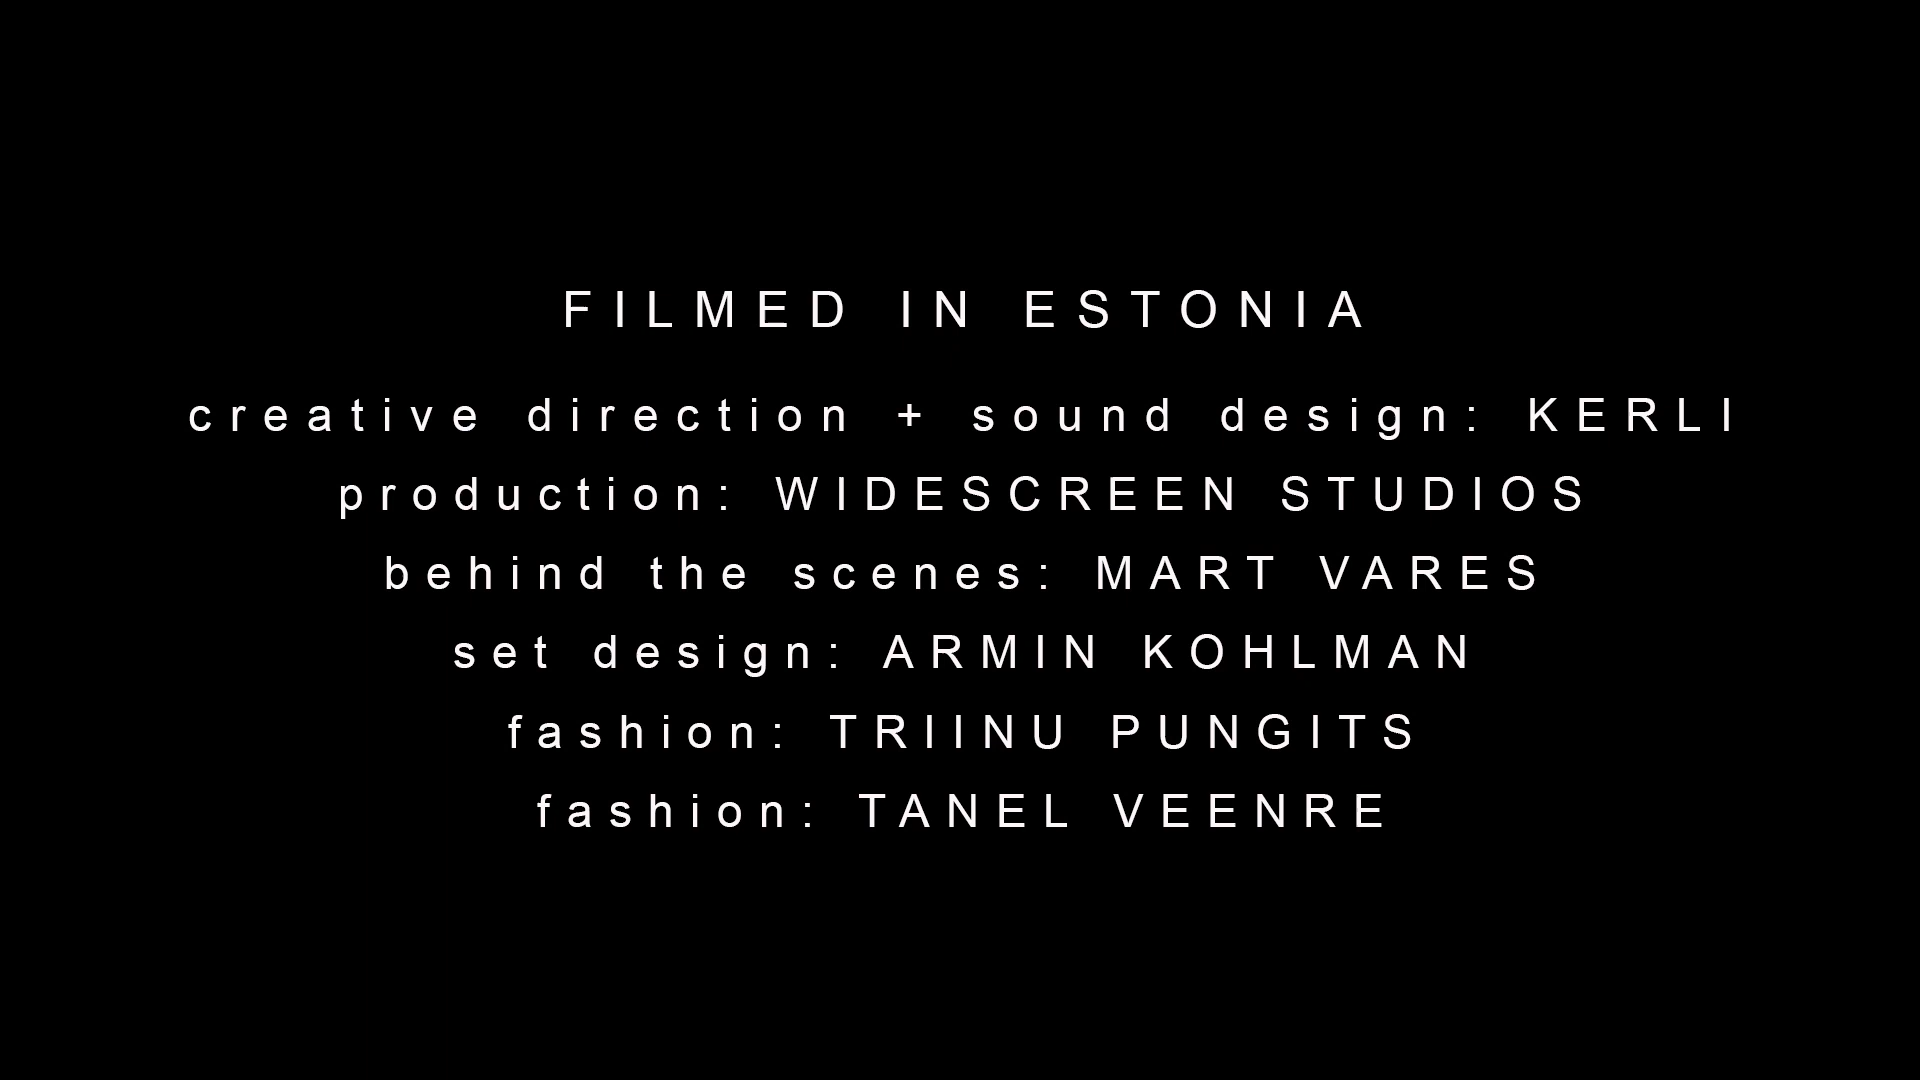 FILMED IN ESTONIA
creative direction + sound design: KERLI
production: WIDESCREEN STUDIOS
behind the scenes: MART VARES
set design: ARMIN KOHLMAN
fashion: TRIINU PUNGITS
fashion: TANEL VEENRE